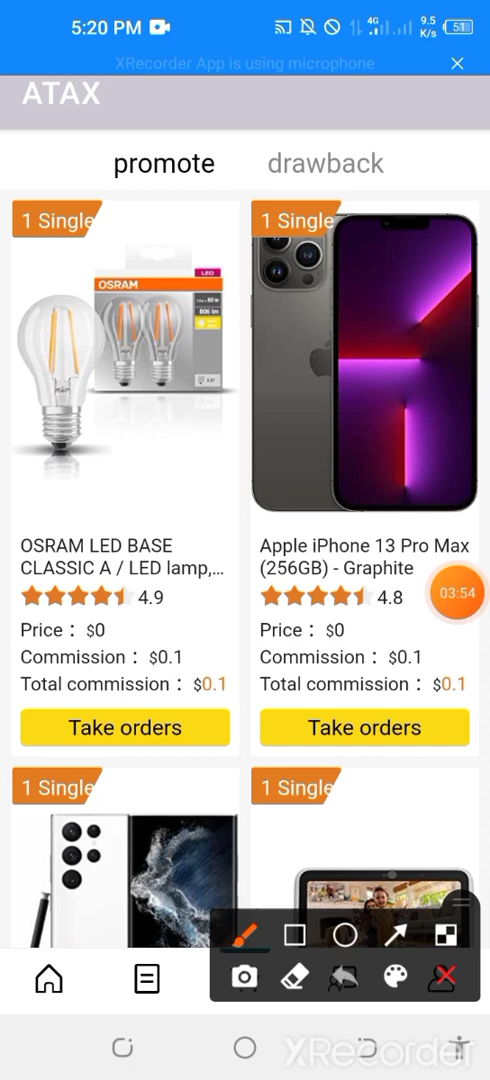 5:20 PM
4G
9.5
K/s
51
XRecorder App is using microphone
ATAX
promote
drawback
1 Single
1 Single
OSRAM
LED
806 lm
OSRAM LED BASE
CLASSIC A / LED lamp,...
4.9
Price： $0
Commission： $0.1
Total commission： $0.1
Take orders
Apple iPhone 13 Pro Max
(256GB) - Graphite
4.8
03:54
Price： $0
Commission： $0.1
Total commission： $0.1
Take orders
1 Single
1 Single
XRecorder